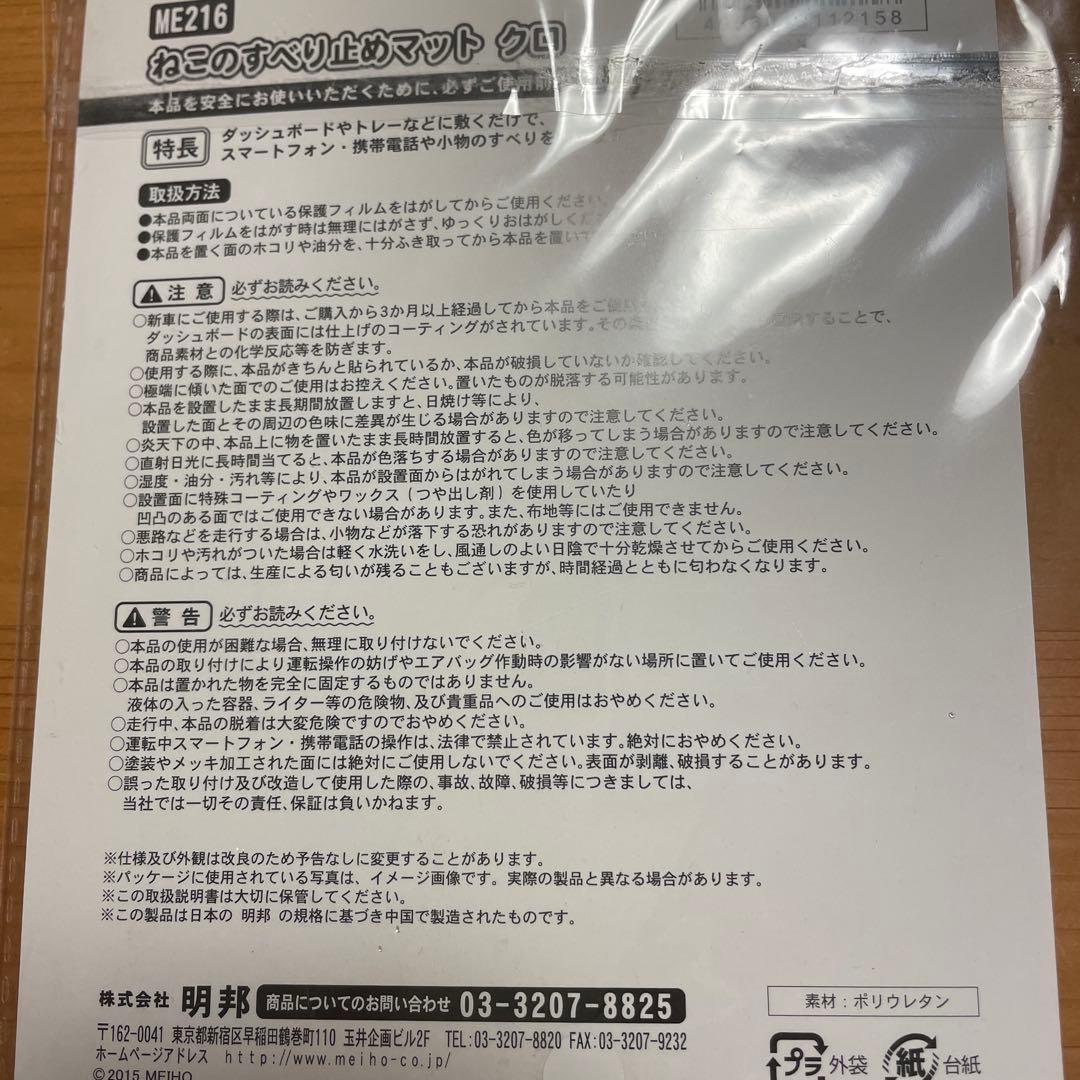 ME216
112158
ねこのすべり止めマット クロ
本品を安全にお使いいただくために、必ずご使用前
特長
ダッシュボードやトレーなどに敷くだけで、
スマートフォン・携帯電話や小物のすべりを
取扱方法
●本品両面についている保護フィルムをはがしてからご使用ください。
●保護フィルムをはがす時は無理にはがさず、ゆっくりおはがしくだ
●本品を置く面のホコリや油分を、十分ふき取ってから本品を置い
⚠注意 必ずお読みください。
○新車にご使用する際は、ご購入から3か月以上経過してから本品をご使用
ダッシュボードの表面には仕上げのコーティングがされています。その することで、
商品素材との化学反応等を防ぎます。
○使用する際に、本品がきちんと貼られているか、本品が破損していないか確認してください。
○極端に傾いた面でのご使用はお控えください。置いたものが脱落する可能性があります。
○本品を設置したまま長期間放置しますと、日焼け等により、
設置した面とその周辺の色味に差異が生じる場合がありますので注意してください。
○炎天下の中、本品上に物を置いたまま長時間放置すると、色が移ってしまう場合がありますので注意してください。
○直射日光に長時間当てると、本品が色落ちする場合がありますので注意してください。
○湿度・油分・汚れ等により、本品が設置面からはがれてしまう場合がありますので注意してください。
○設置面に特殊コーティングやワックス(つや出し剤)を使用していたり
凹凸のある面ではご使用できない場合があります。また、布地等にはご使用できません。
○悪路などを走行する場合は、小物などが落下する恐れがありますので注意してください。
○ホコリや汚れがついた場合は軽く水洗いをし、風通しのよい日陰で十分乾燥させてからご使用ください。
○商品によっては、生産による匂いが残ることもございますが、時間経過とともに匂わなくなります。
⚠警告 必ずお読みください。
○本品の使用が困難な場合、無理に取り付けないでください。
○本品の取り付けにより運転操作の妨げやエアバッグ作動時の影響がない場所に置いてご使用ください。
○本品は置かれた物を完全に固定するものではありません。
液体の入った容器、ライター等の危険物、及び貴重品へのご使用はおやめください。
○走行中、本品の脱着は大変危険ですのでおやめください。
○運転中スマートフォン・携帯電話の操作は、法律で禁止されています。絶対におやめください。
○塗装やメッキ加工された面には絶対にご使用しないでください。表面が剥離、破損することがあります。
○誤った取り付け及び改造して使用した際の、事故、故障、破損等につきましては、
当社では一切その責任、保証は負いかねます。
※仕様及び外観は改良のため予告なしに変更することがあります。
※パッケージに使用されている写真は、イメージ画像です。実際の製品と異なる場合があります。
※この取扱説明書は大切に保管してください。
※この製品は日本の 明邦 の規格に基づき中国で製造されたものです。
株式会社 明邦 商品についてのお問い合わせ 03-3207-8825
〒162-0041 東京都新宿区早稲田鶴巻町110 玉井企画ビル2F TEL:03-3207-8820 FAX:03-3207-9232
ホームページアドレス http://www.meiho-co.jp/
©2015 MEIHO
素材：ポリウレタン
プラ 外袋 紙 台紙